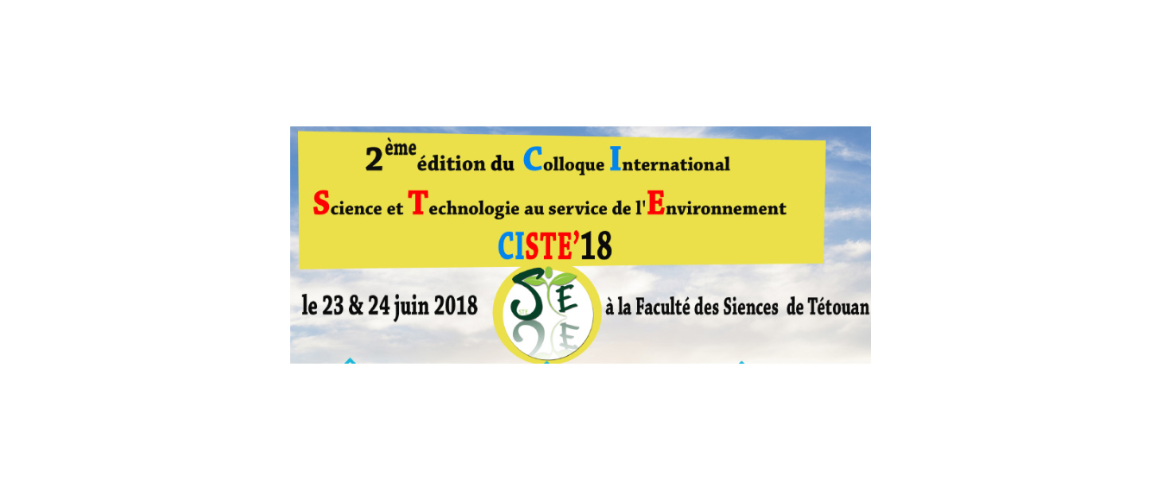 2ème édition du Colloque International
Science et Technologie au service de l'Environnement
CISTE'18
le 23 & 24 juin 2018
STE
à la Faculté des Siences de Tétouan